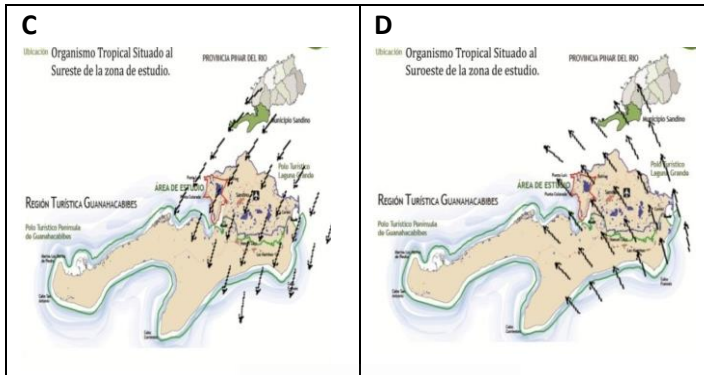 C
Ubicación
Organismo Tropical Situado al
Sureste de la zona de estudio.
PROVINCIA PINAR DEL RIO
Municipio Sandino
Polo Turístico
Laguna Grande
ÁREA DE ESTUDIO
REGIÓN TURÍSTICA GUANAHACABIBES
Polo Turístico Península
de Guanahacabibes
D
Ubicación
Organismo Tropical Situado al
Suroeste de la zona de estudio.
PROVINCIA PINAR DEL RIO
Municipio Sandino
Polo Turístico
Laguna Grande
ÁREA DE ESTUDIO
REGIÓN TURÍSTICA GUANAHACABIBES
Polo Turístico Península
de Guanahacabibes